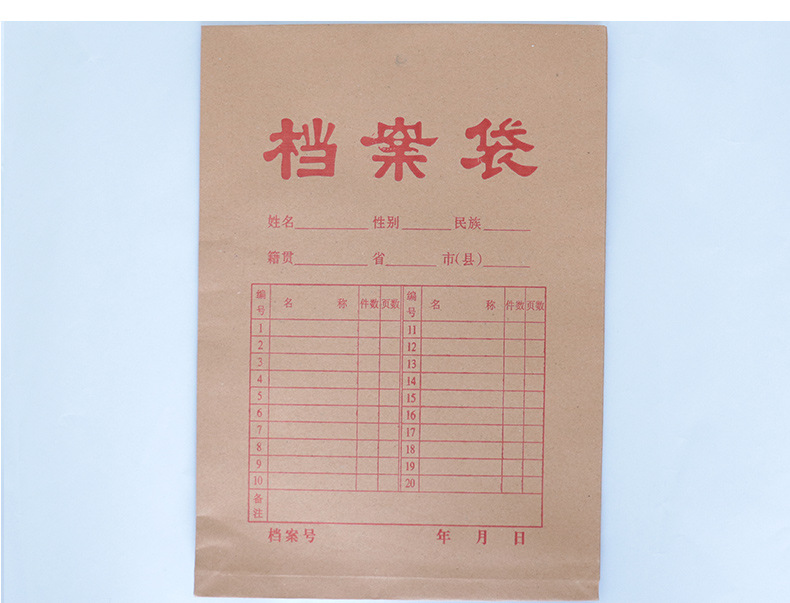 档案袋
姓名 性别 民族
籍贯 省 市(县)
编号 名 称 件数 页数 编号 名 称 件数 页数
1 11
2 12
3 13
4 14
5 15
6 16
7 17
8 18
9 19
10 20
备注
档案号 年 月 日